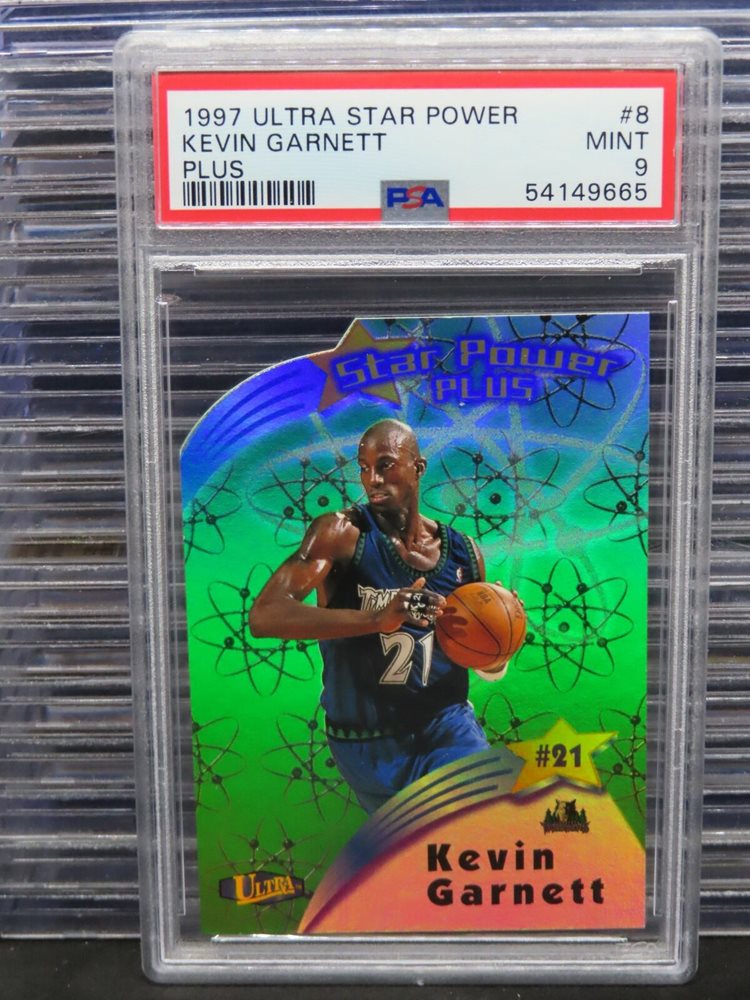 1997 ULTRA STAR POWER #8
KEVIN GARNETT MINT
PLUS 9
PSA 54149665
Star Power
PLUS
21
#21
Kevin
Garnett
ULTRA